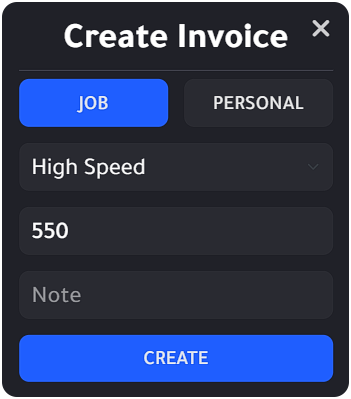 Create Invoice
JOB
PERSONAL
High Speed
550
Note
CREATE